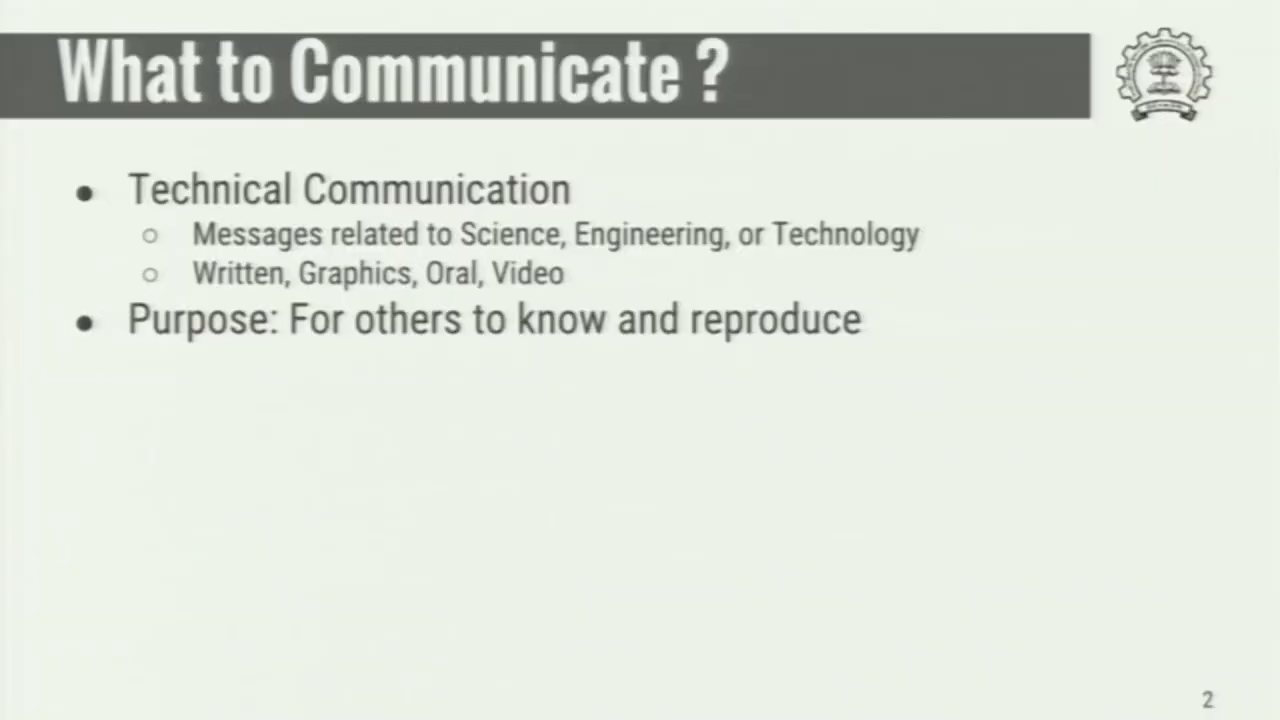 What to Communicate ?
● Technical Communication
○ Messages related to Science, Engineering, or Technology
○ Written, Graphics, Oral, Video
● Purpose: For others to know and reproduce
2